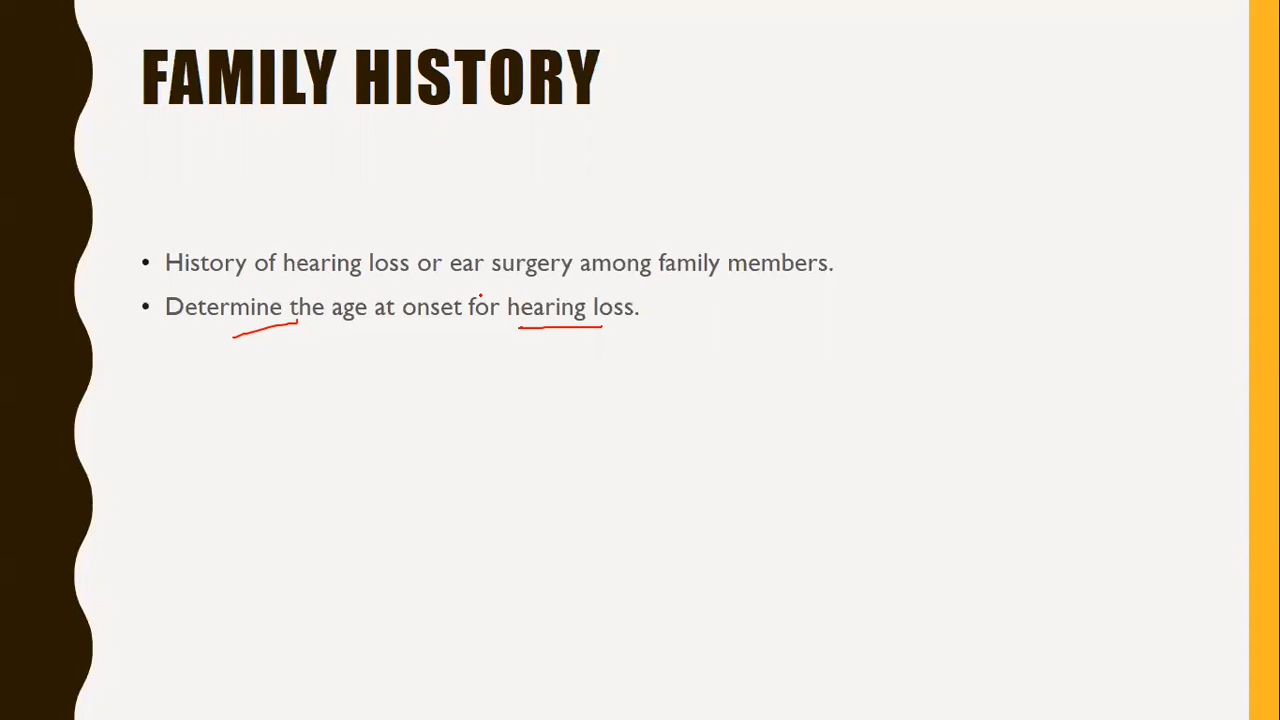 FAMILY HISTORY
• History of hearing loss or ear surgery among family members.
• Determine the age at onset for hearing loss.